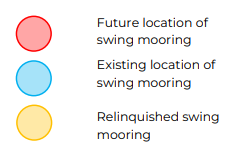 Future location of
swing mooring
Existing location of
swing mooring
Relinquished swing
mooring